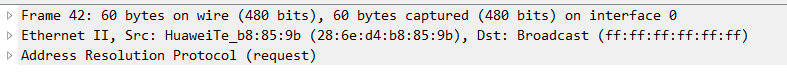 Frame 42: 60 bytes on wire (480 bits), 60 bytes captured (480 bits) on interface 0
Ethernet II, Src: HuaweiTe_b8:85:9b (28:6e:d4:b8:85:9b), Dst: Broadcast (ff:ff:ff:ff:ff:ff)
Address Resolution Protocol (request)